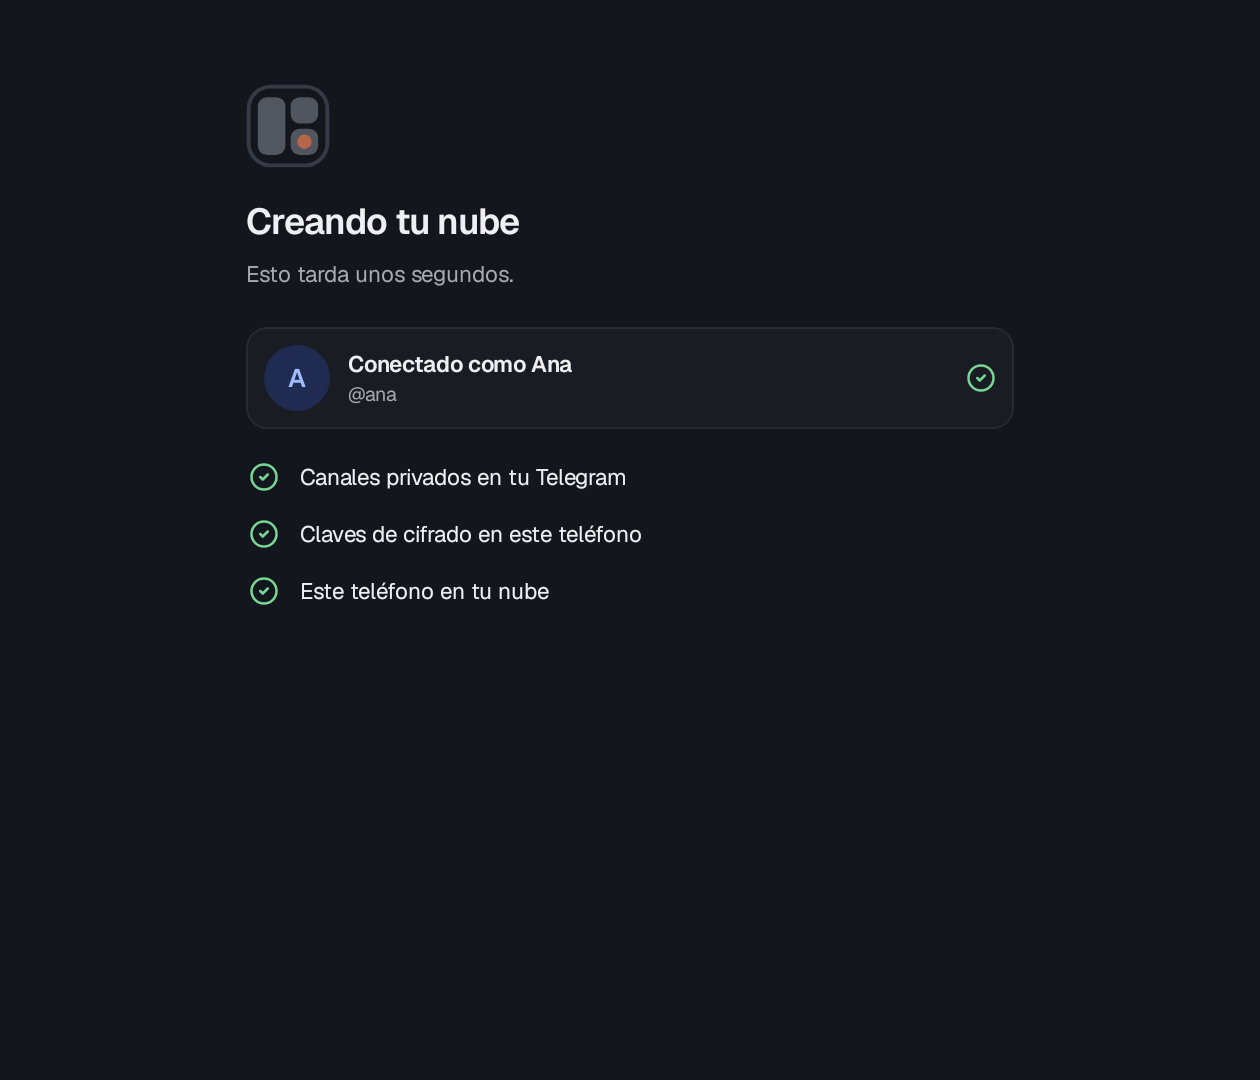 Creando tu nube
Esto tarda unos segundos.
A
Conectado como Ana
@ana
Canales privados en tu Telegram
Claves de cifrado en este teléfono
Este teléfono en tu nube